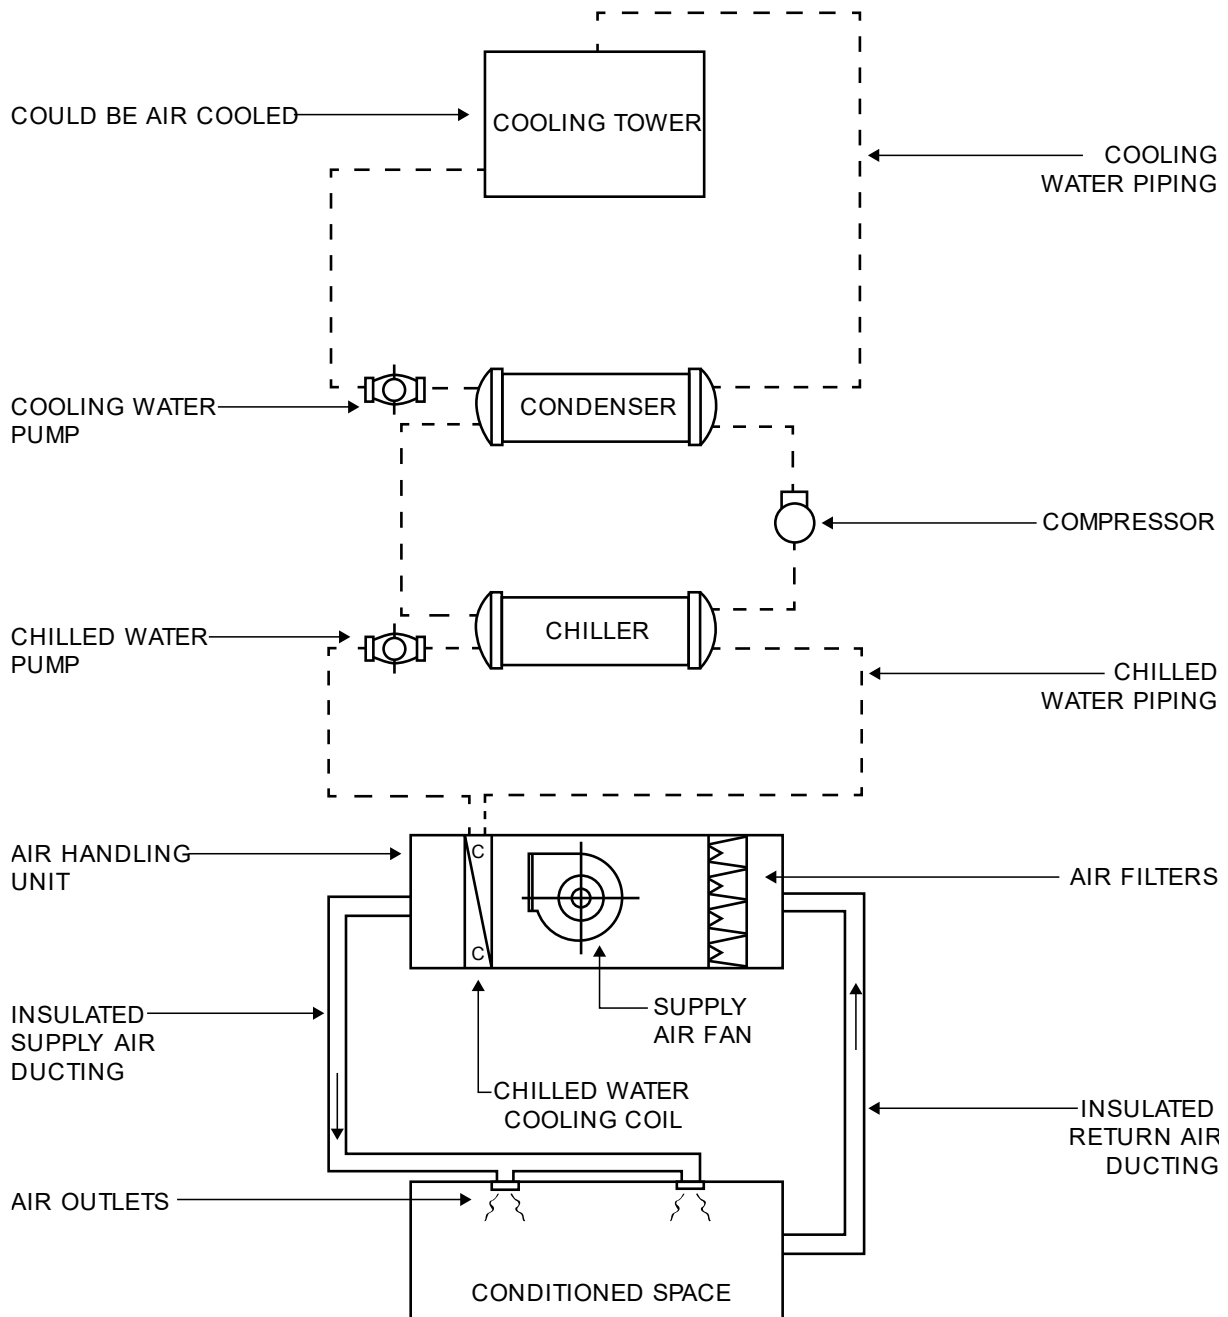 COULD BE AIR COOLED
COOLING TOWER
COOLING
WATER PIPING
COOLING WATER
PUMP
CONDENSER
COMPRESSOR
CHILLED WATER
PUMP
CHILLER
CHILLED
WATER PIPING
AIR HANDLING
UNIT
C
C
AIR FILTERS
INSULATED
SUPPLY AIR
DUCTING
SUPPLY
AIR FAN
CHILLED WATER
COOLING COIL
INSULATED
RETURN AIR
DUCTING
AIR OUTLETS
CONDITIONED SPACE